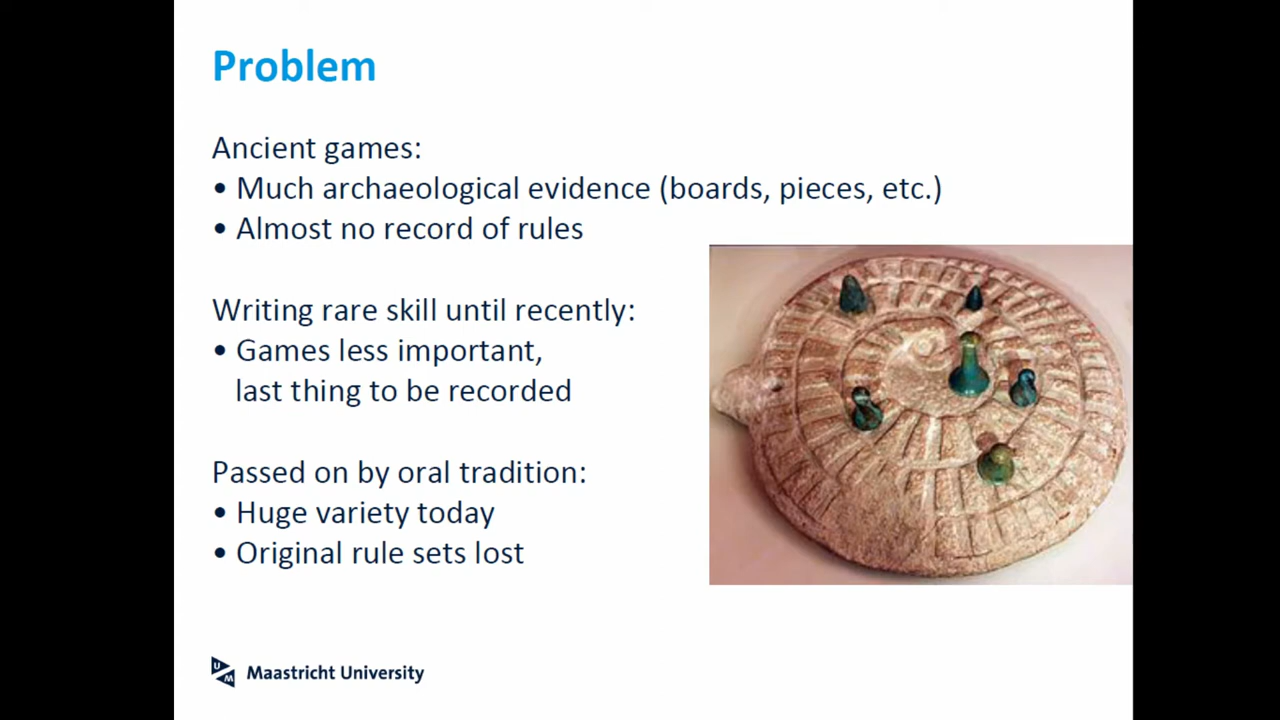 Problem
Ancient games:
• Much archaeological evidence (boards, pieces, etc.)
• Almost no record of rules
Writing rare skill until recently:
• Games less important,
last thing to be recorded
Passed on by oral tradition:
• Huge variety today
• Original rule sets lost
UM Maastricht University